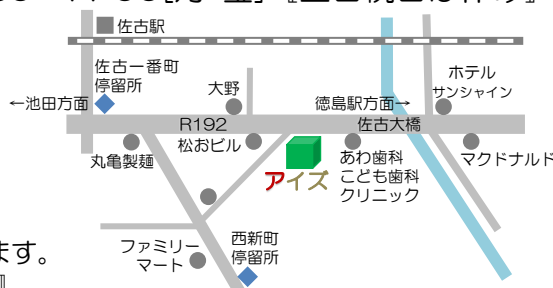 佐古駅
佐古一番町
停留所
←池田方面
大野
徳島駅方面→
ホテル
サンシャイン
R192
佐古大橋
丸亀製麺
松おビル
アイズ
あわ歯科
こども歯科
クリニック
マクドナルド
ファミリー
マート
西新町
停留所
ます。